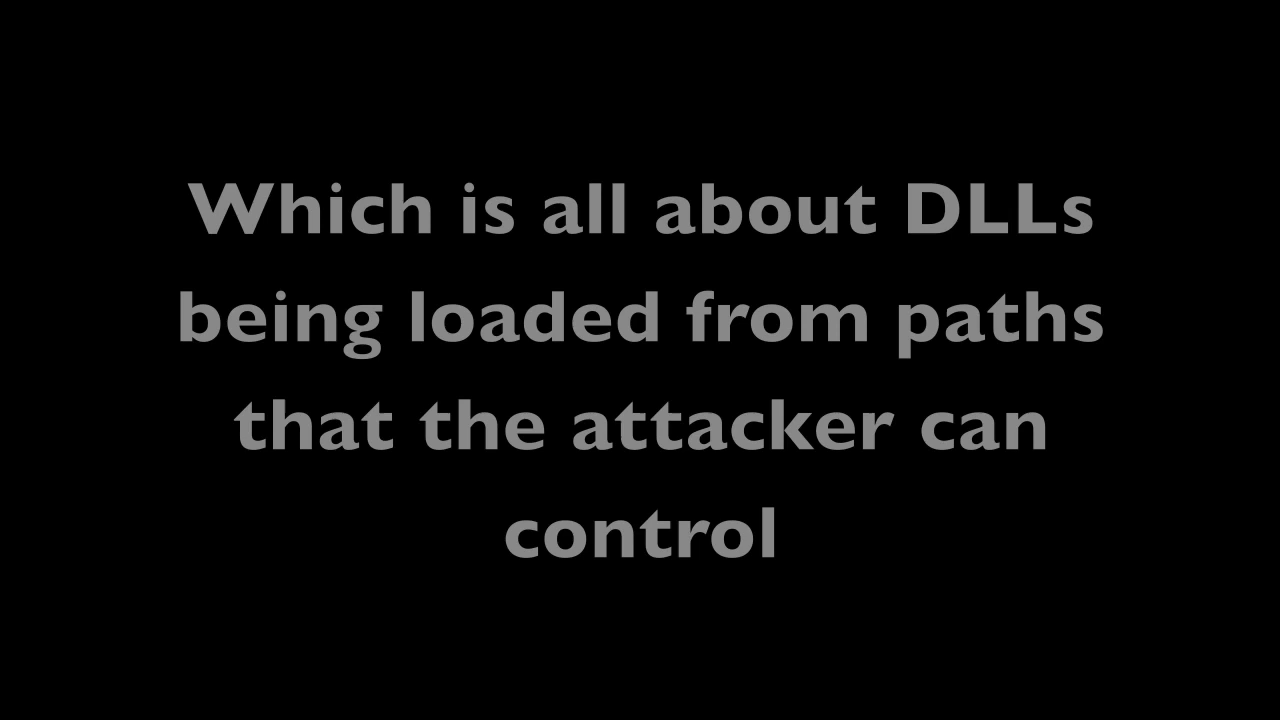 Which is all about DLLs
being loaded from paths
that the attacker can
control